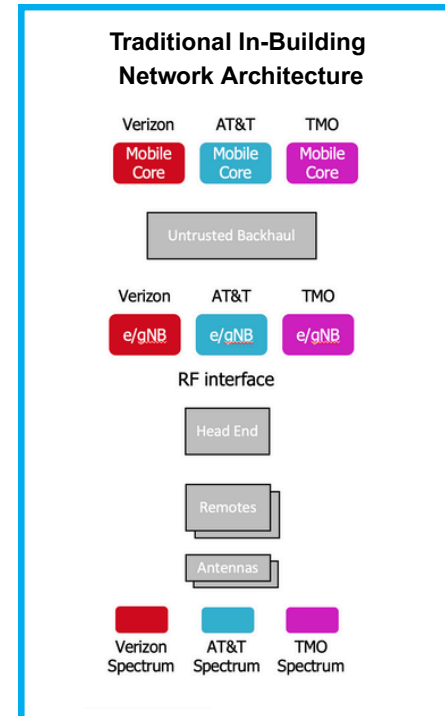 Traditional In-Building
Network Architecture
Verizon AT&T TMO
Mobile Core Mobile Core Mobile Core
Untrusted Backhaul
Verizon AT&T TMO
e/gNB e/gNB e/gNB
RF interface
Head End
Remotes
Antennas
Verizon Spectrum AT&T Spectrum TMO Spectrum